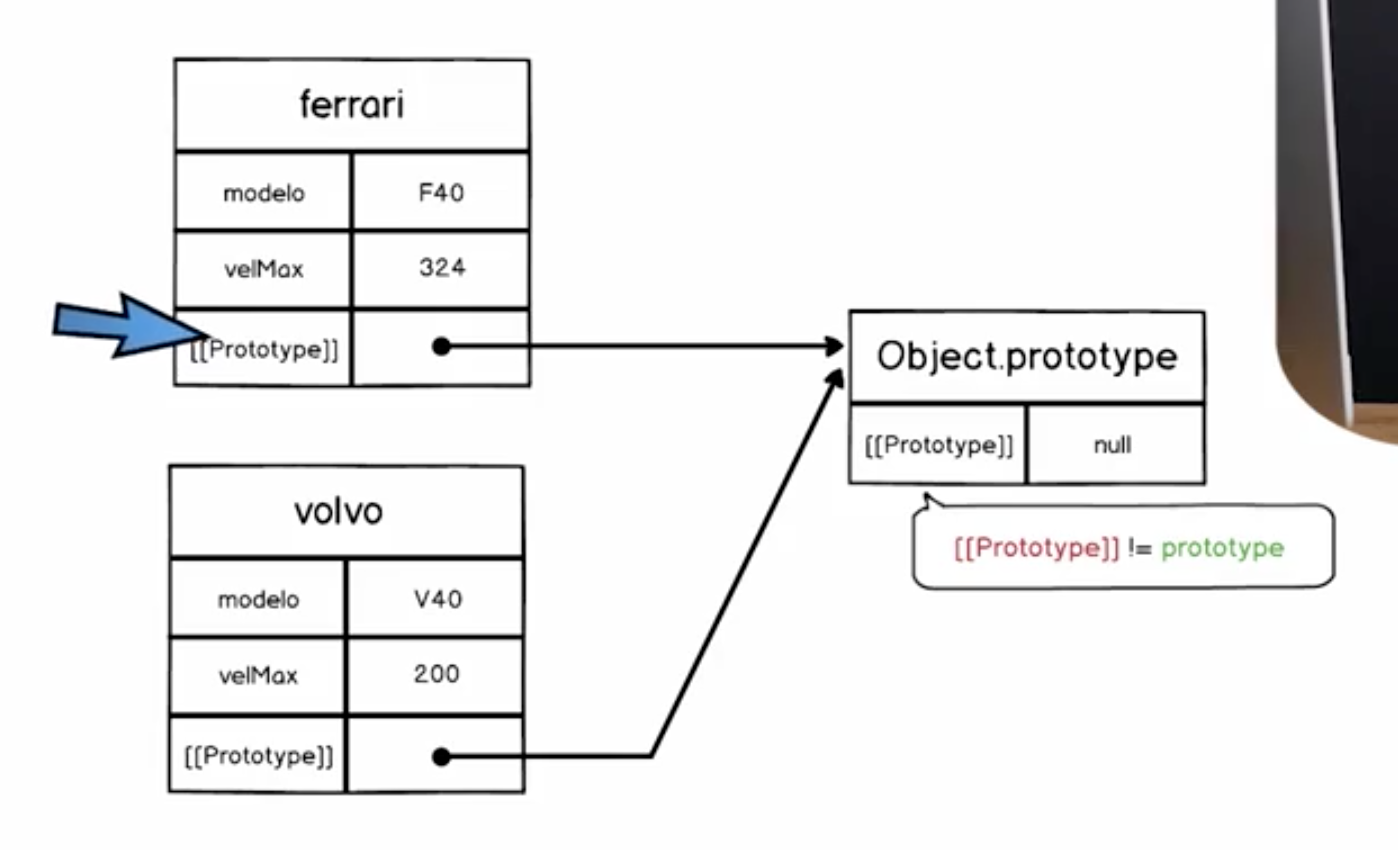 ferrari
modelo F40
velMax 324
[[Prototype]]
Object.prototype
[[Prototype]] null
[[Prototype]] != prototype
volvo
modelo V40
velMax 200
[[Prototype]]